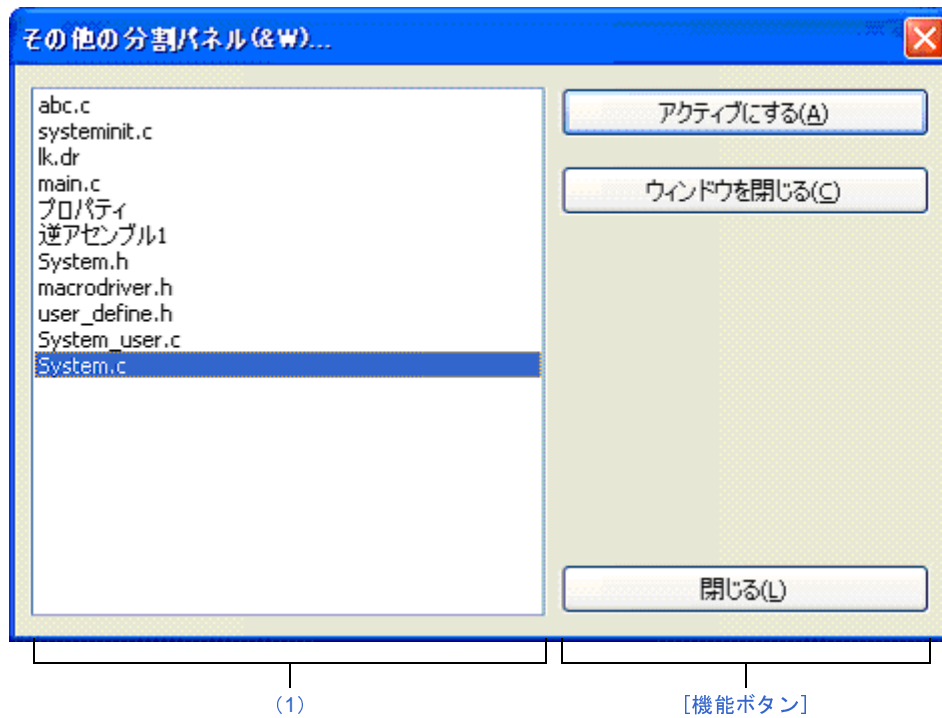 その他の分割パネル(&W)...
abc.c
systeminit.c
lk.dr
main.c
プロパティ
逆アセンブル1
System.h
macrodriver.h
user_define.h
System_user.c
System.c
アクティブにする(A)
ウィンドウを閉じる(C)
閉じる(L)
(1)
[機能ボタン]